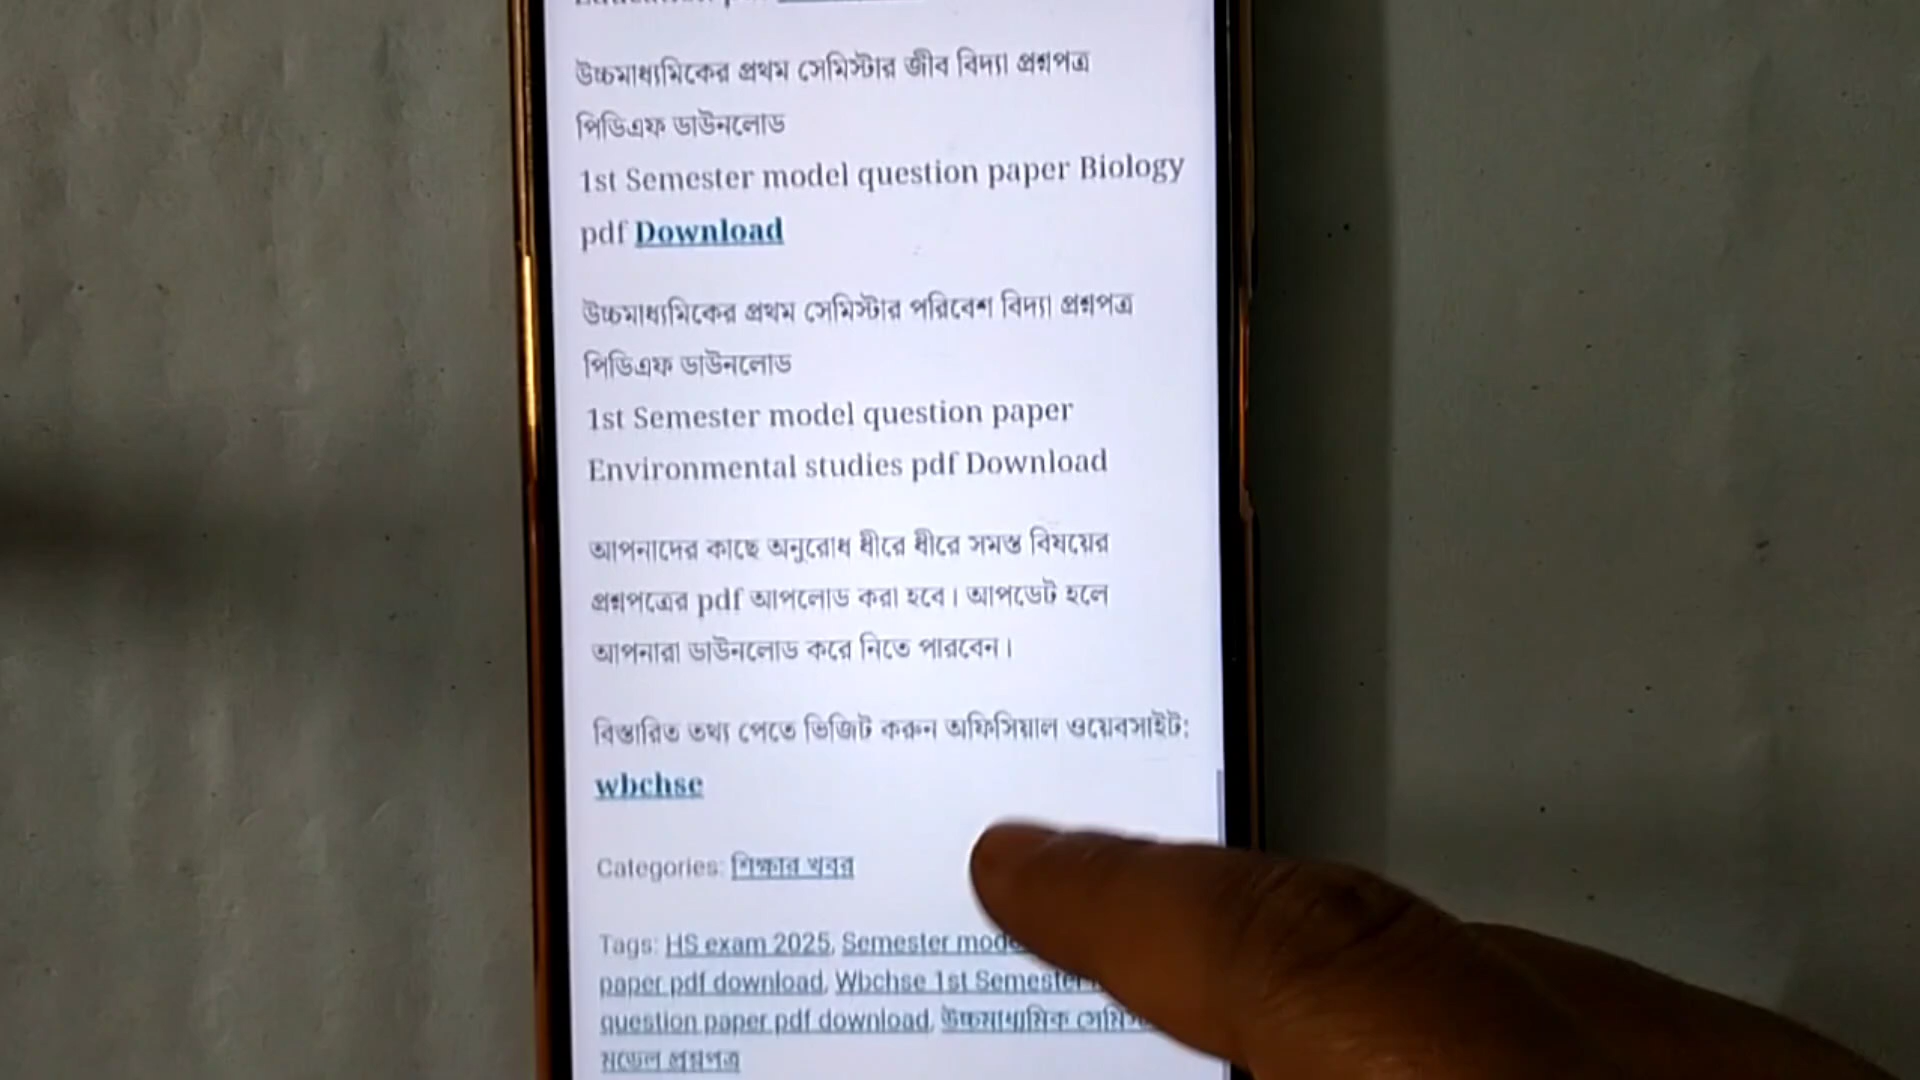 উচ্চমাধ্যমিকের প্রথম সেমিস্টার জীব বিদ্যা প্রশ্নপত্র
পিডিএফ ডাউনলোড
1st Semester model question paper Biology
pdf Download
উচ্চমাধ্যমিকের প্রথম সেমিস্টার পরিবেশ বিদ্যা প্রশ্নপত্র
পিডিএফ ডাউনলোড
1st Semester model question paper
Environmental studies pdf Download
আপনাদের কাছে অনুরোধ ধীরে ধীরে সমস্ত বিষয়ের
প্রশ্নপত্রের pdf আপলোড করা হবে। আপডেট হলে
আপনারা ডাউনলোড করে নিতে পারবেন।
বিস্তারিত তথ্য পেতে ভিজিট করুন অফিসিয়াল ওয়েবসাইট:
wbchse
Categories: শিক্ষার খবর
Tags: HS exam 2025, Semester
paper pdf download, Wbchse 1st Semester
question paper pdf download, উচ্চমাধ্যমিক
মডেল প্রশ্নপত্র